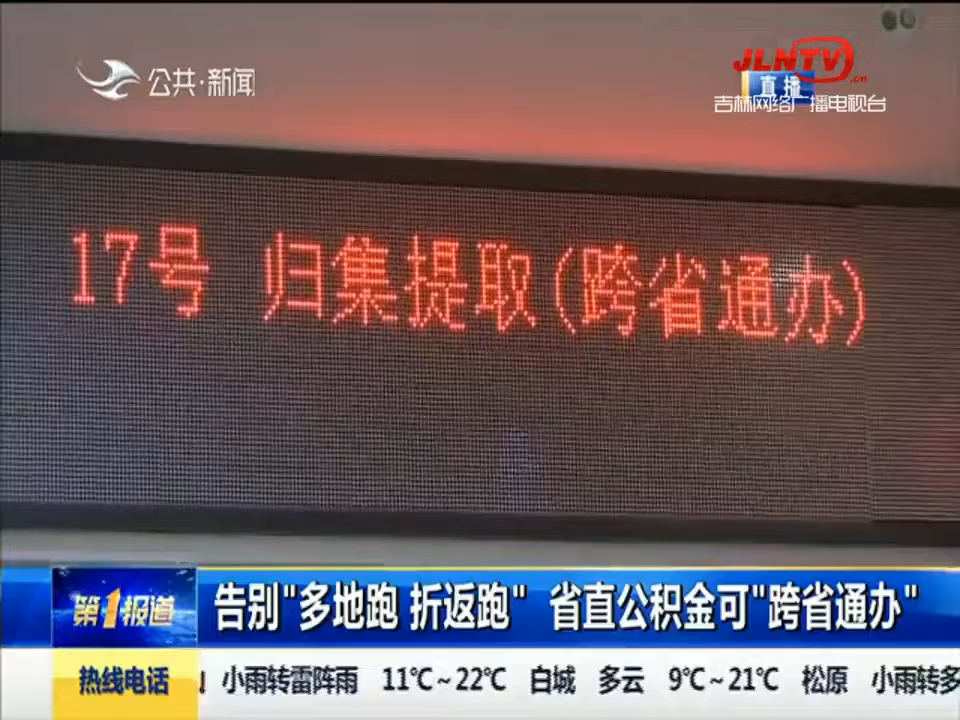 公共·新闻
JLNTV.cn
直播
吉林网络广播电视台
17号 归集提取(跨省通办)
第1报道
告别"多地跑 折返跑" 省直公积金可"跨省通办"
热线电话
小雨转雷阵雨 11℃~22℃ 白城 多云 9℃~21℃ 松原 小雨转多